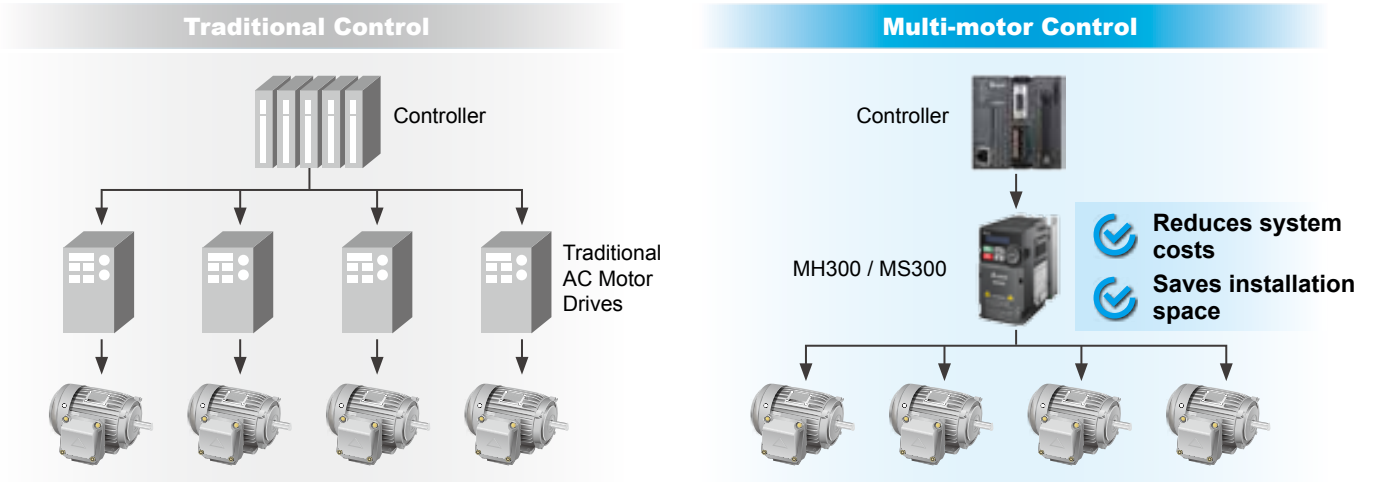 Traditional Control
Controller
Traditional
AC Motor
Drives
Multi-motor Control
Controller
MH300 / MS300
Reduces system
costs
Saves installation
space